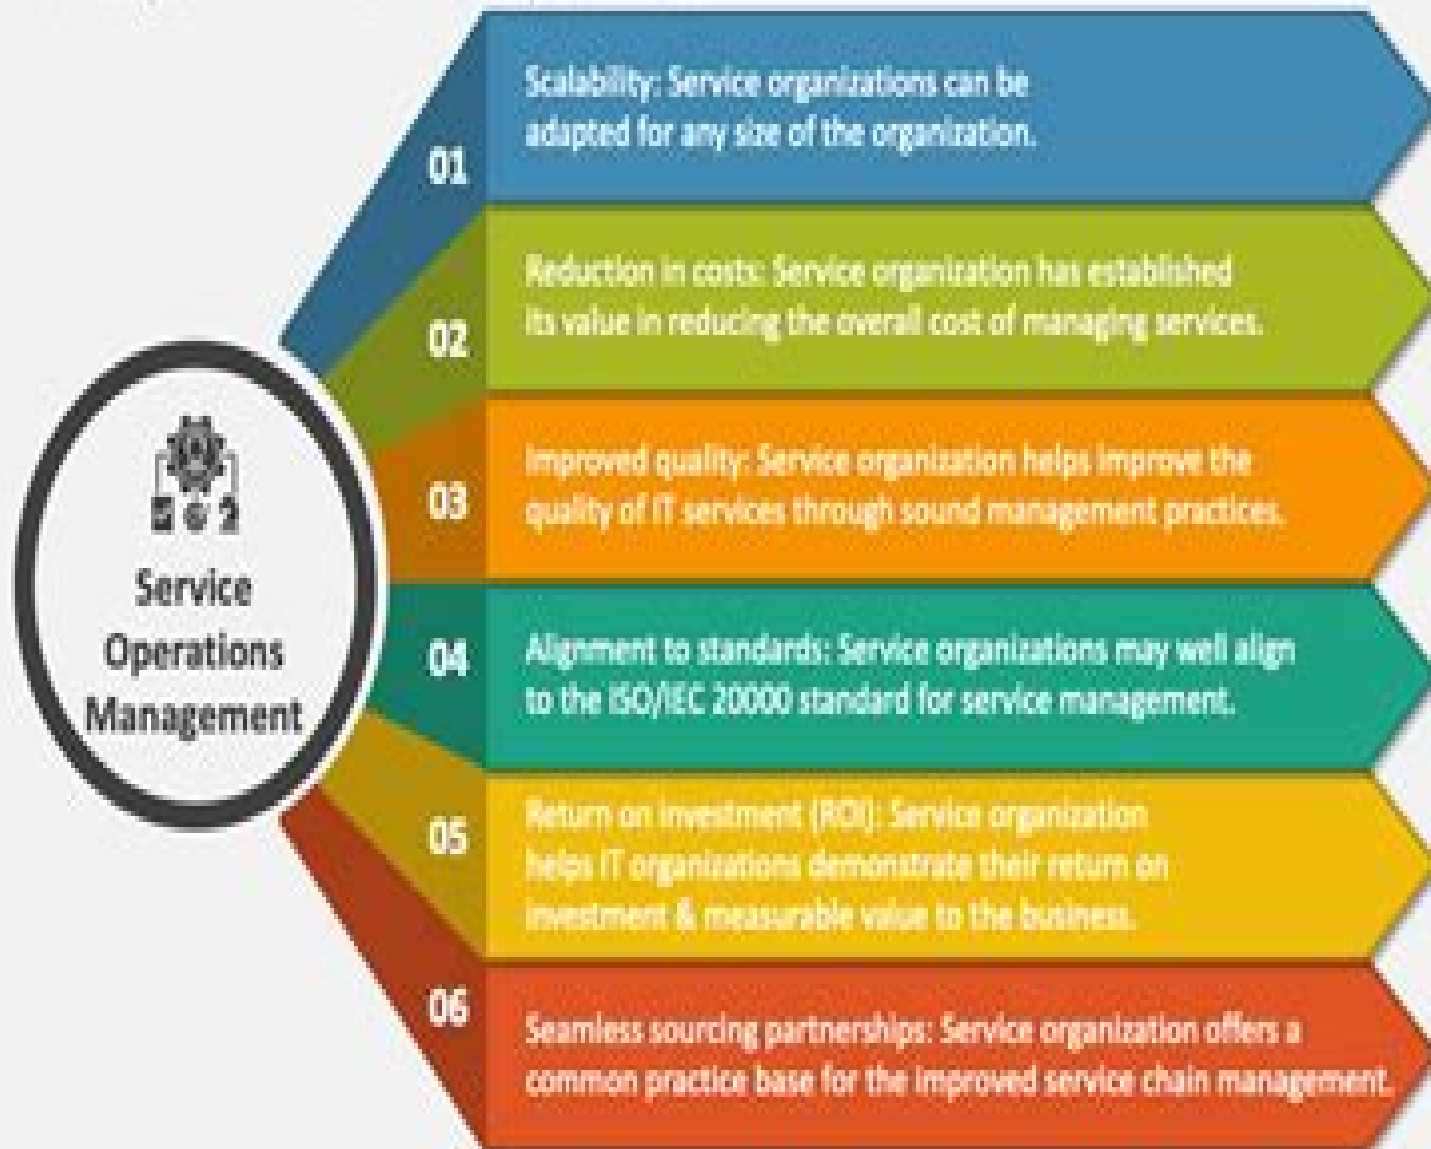 Service
Operations
Management
01
Scalability: Service organizations can be
adapted for any size of the organization.
02
Reduction in costs: Service organization has established
its value in reducing the overall cost of managing services.
03
Improved quality: Service organization helps improve the
quality of IT services through sound management practices.
04
Alignment to standards: Service organizations may well align
to the ISO/IEC 20000 standard for service management.
05
Return on investment (ROI): Service organization
helps IT organizations demonstrate their return on
investment & measurable value to the business.
06
Seamless sourcing partnerships: Service organization offers a
common practice base for the improved service chain management.